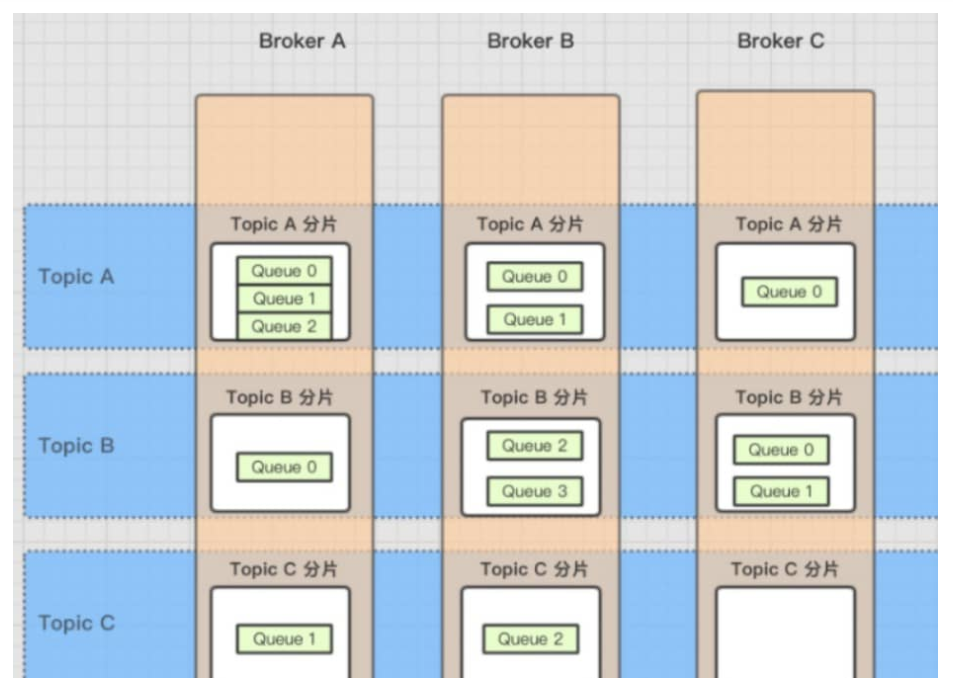 Broker A
Broker B
Broker C
Topic A
Topic A 分片
Queue 0
Queue 1
Queue 2
Topic A 分片
Queue 0
Queue 1
Topic A 分片
Queue 0
Topic B
Topic B 分片
Queue 0
Topic B 分片
Queue 2
Queue 3
Topic B 分片
Queue 0
Queue 1
Topic C
Topic C 分片
Queue 1
Topic C 分片
Queue 2
Topic C 分片